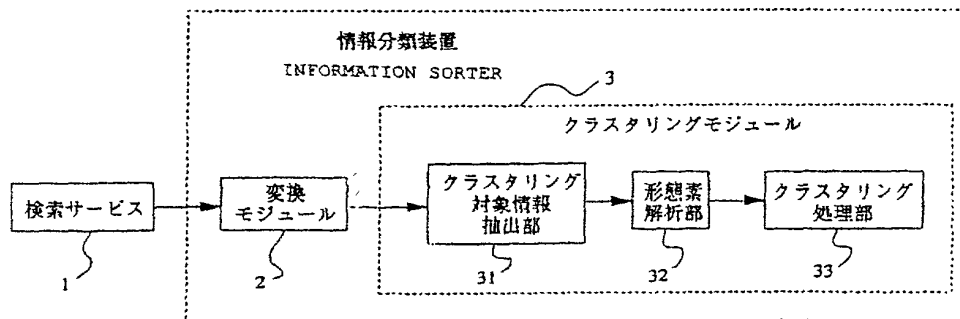 情報分類装置
INFORMATION SORTER
3
クラスタリングモジュール
検索サービス
1
変換
モジュール
2
クラスタリング
対象情報
抽出部
31
形態素
解析部
32
クラスタリング
処理部
33